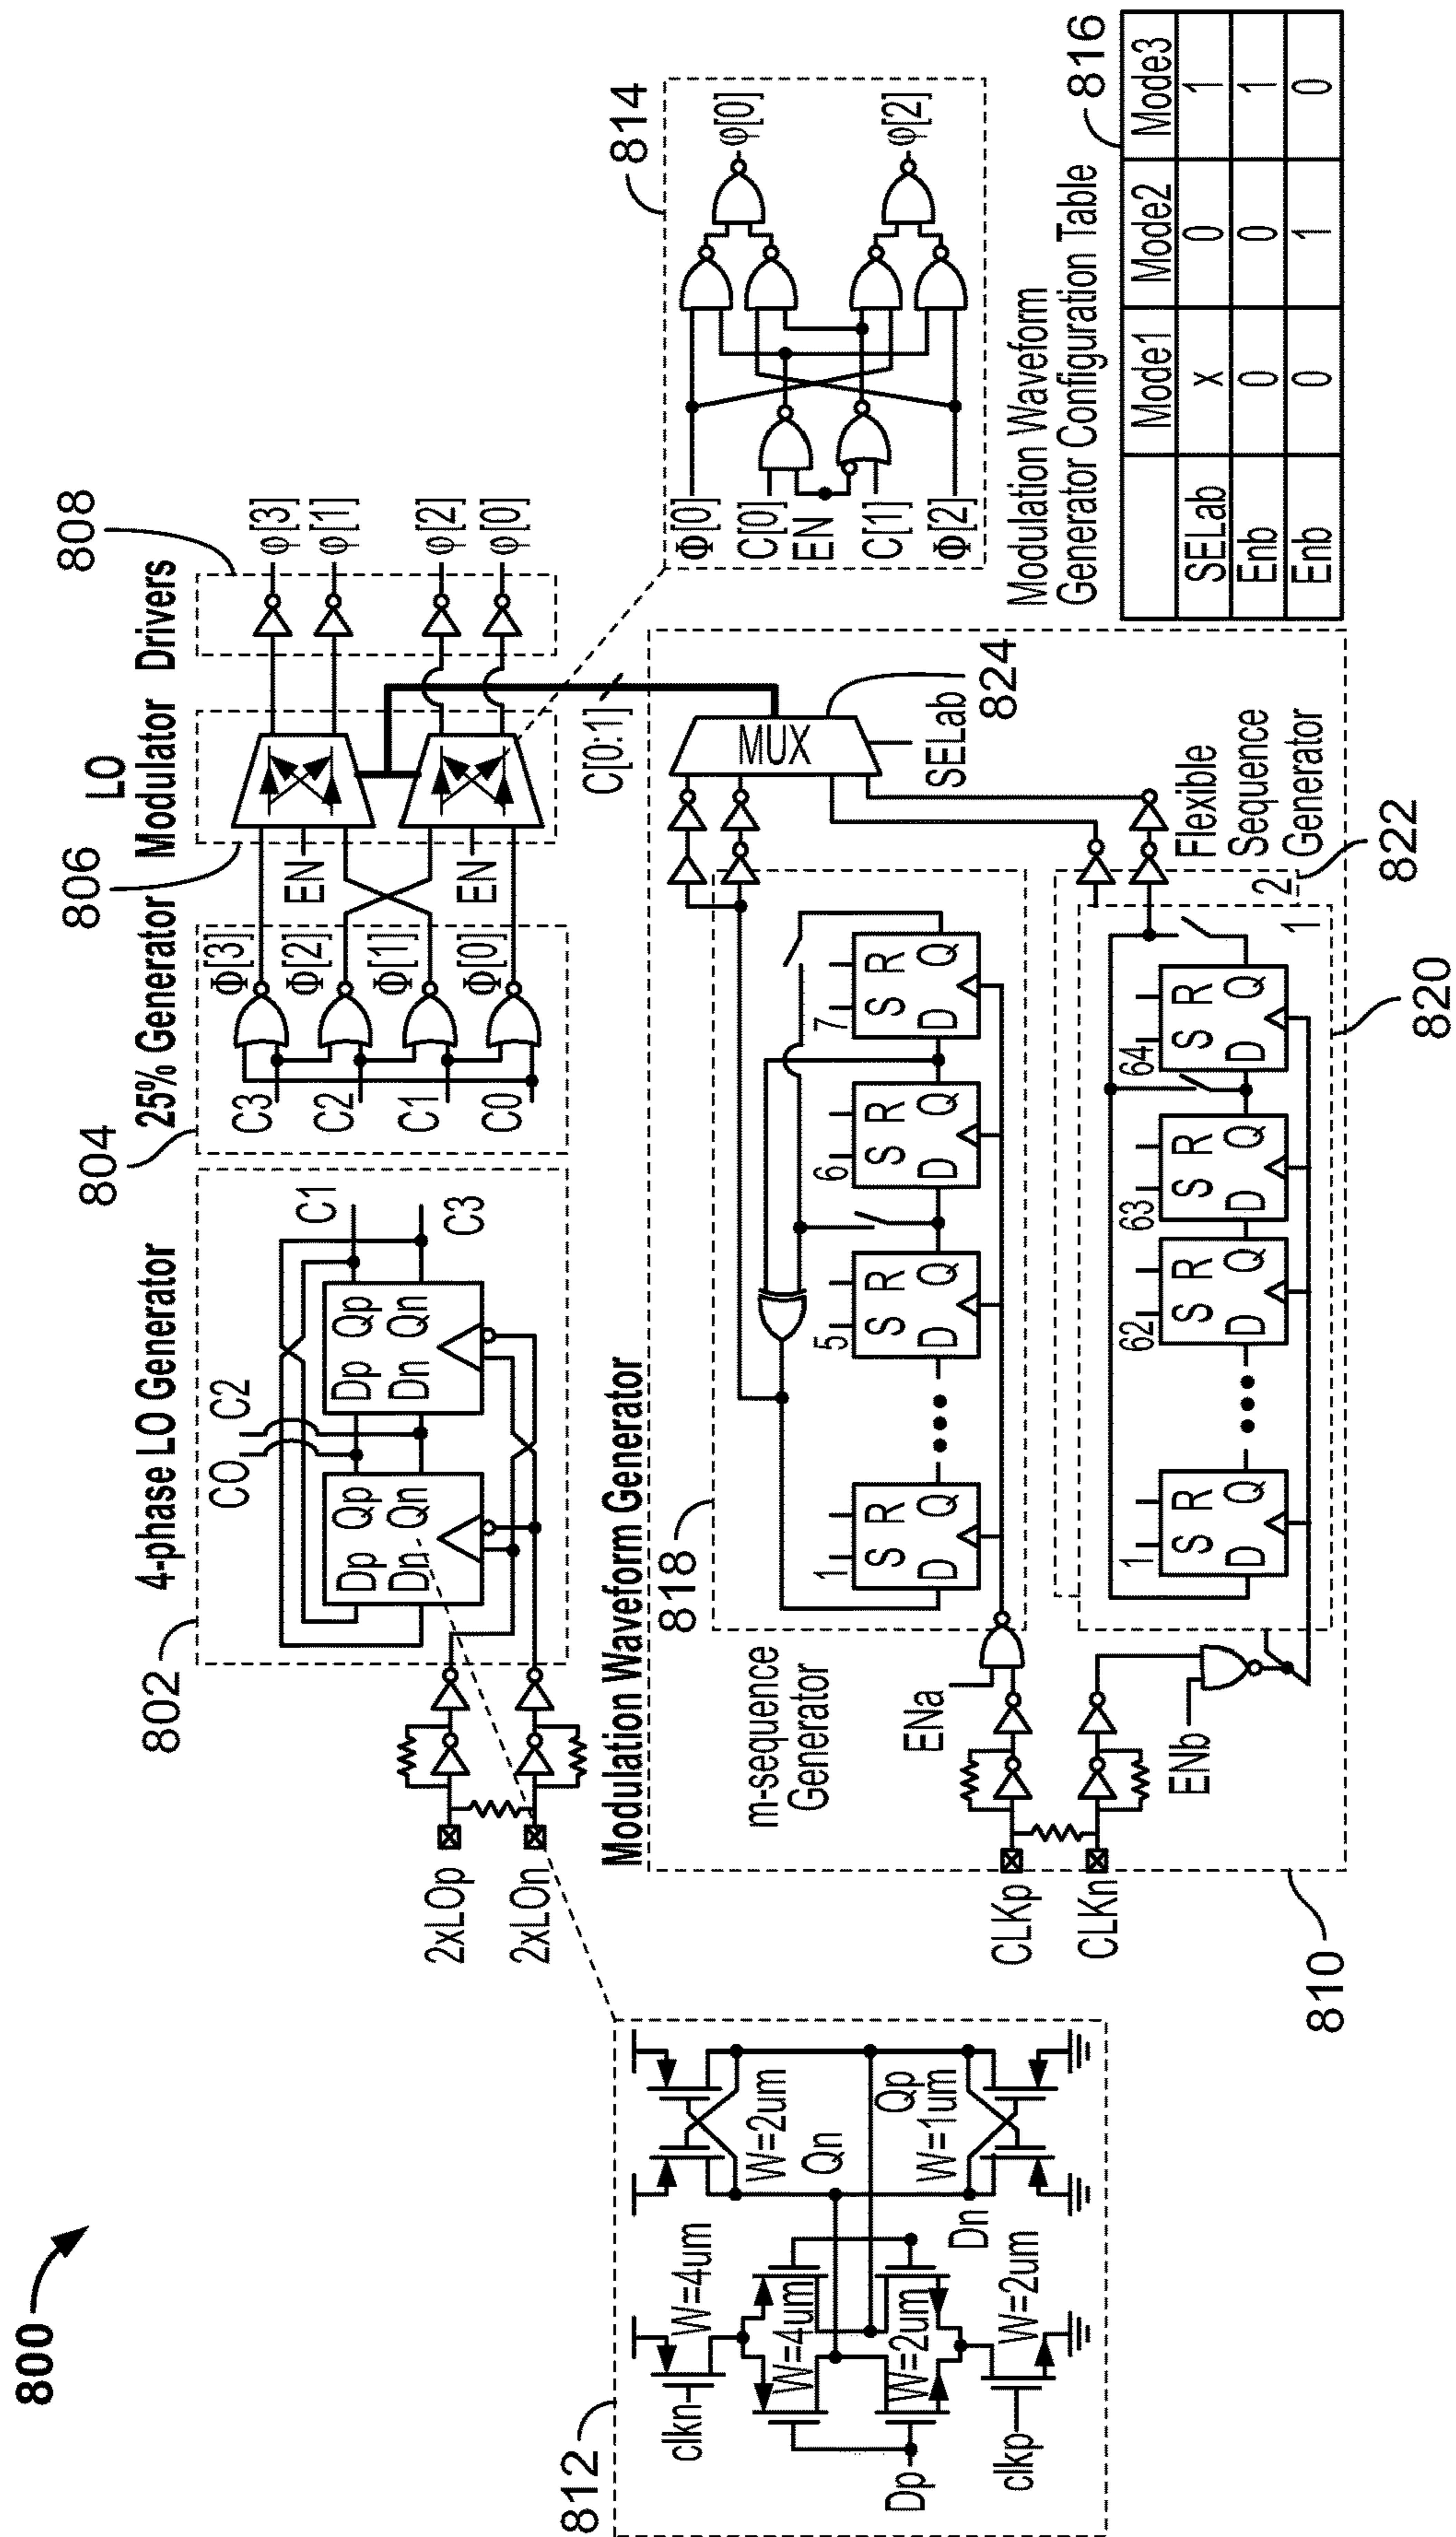 800
802
4-phase LO Generator
2xLOp
2xLOn
CO
C2
Dp Qp
Dn Qn
Dp Qp
Dn Qn
C1
C3
804
25% Generator
C3
C2
C1
C0
Φ[3]
Φ[2]
Φ[1]
Φ[0]
806
LO
Modulator
EN
EN
808
Drivers
φ[3]
φ[1]
φ[2]
φ[0]
C[0:1]
812
clkn
W=4um
W=4um
W=2um
Dp
clkp
W=2um
Dn
W=2um
Qn
Qp
W=1um
814
Φ[0]
C[0]
EN
C[1]
Φ[2]
φ[0]
φ[2]
Modulation Waveform Generator
810
CLKp
CLKn
m-sequence
Generator
ENa
ENb
818
1
S R
D Q
5
S R
D Q
6
S R
D Q
7
S R
D Q
MUX
SELab
824
Flexible
Sequence
Generator
822
2
1
820
1
S R
D Q
62
S R
D Q
63
S R
D Q
64
S R
D Q
Modulation Waveform
Generator Configuration Table
816
Mode1 Mode2 Mode3
SELab x 0 1
Enb 0 0 1
Enb 0 1 0